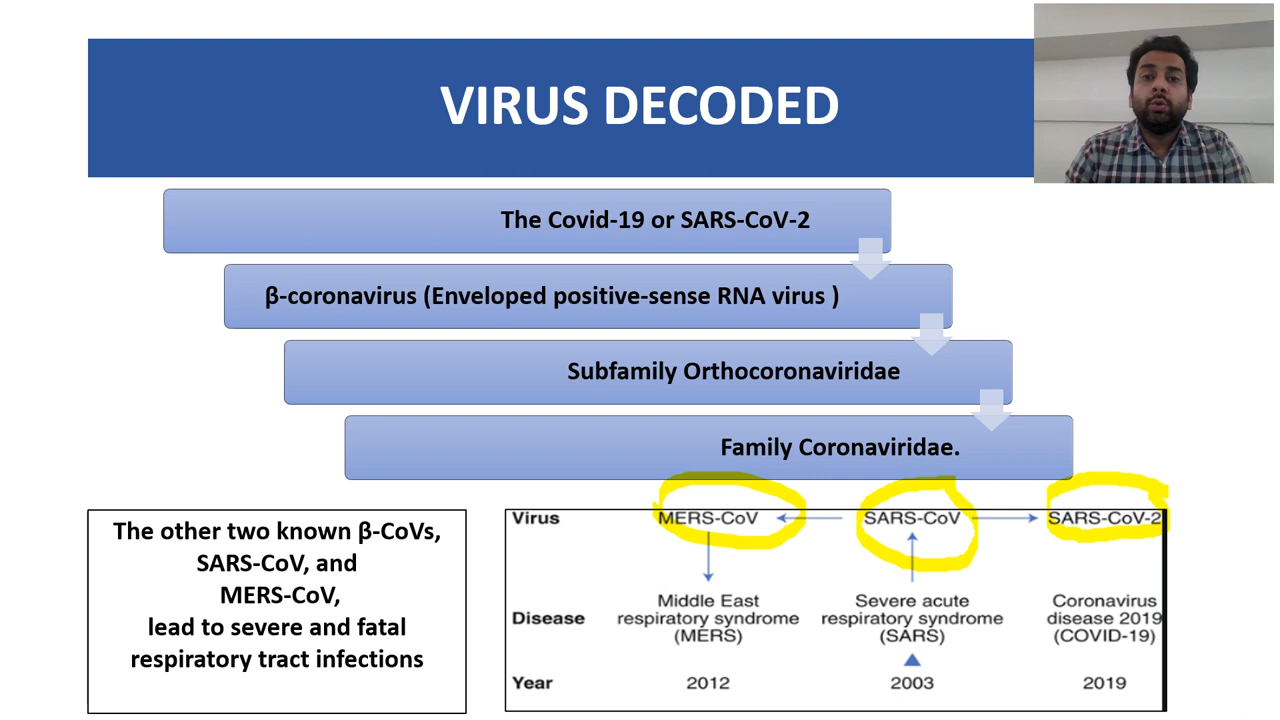 VIRUS DECODED
The Covid-19 or SARS-CoV-2
β-coronavirus (Enveloped positive-sense RNA virus )
Subfamily Orthocoronaviridae
Family Coronaviridae.
The other two known β-CoVs,
SARS-CoV, and
MERS-CoV,
lead to severe and fatal
respiratory tract infections
Virus MERS-CoV SARS-CoV SARS-CoV-2
Disease
Middle East
respiratory syndrome
(MERS)
Severe acute
respiratory syndrome
(SARS)
Coronavirus
disease 2019
(COVID-19)
Year 2012 2003 2019